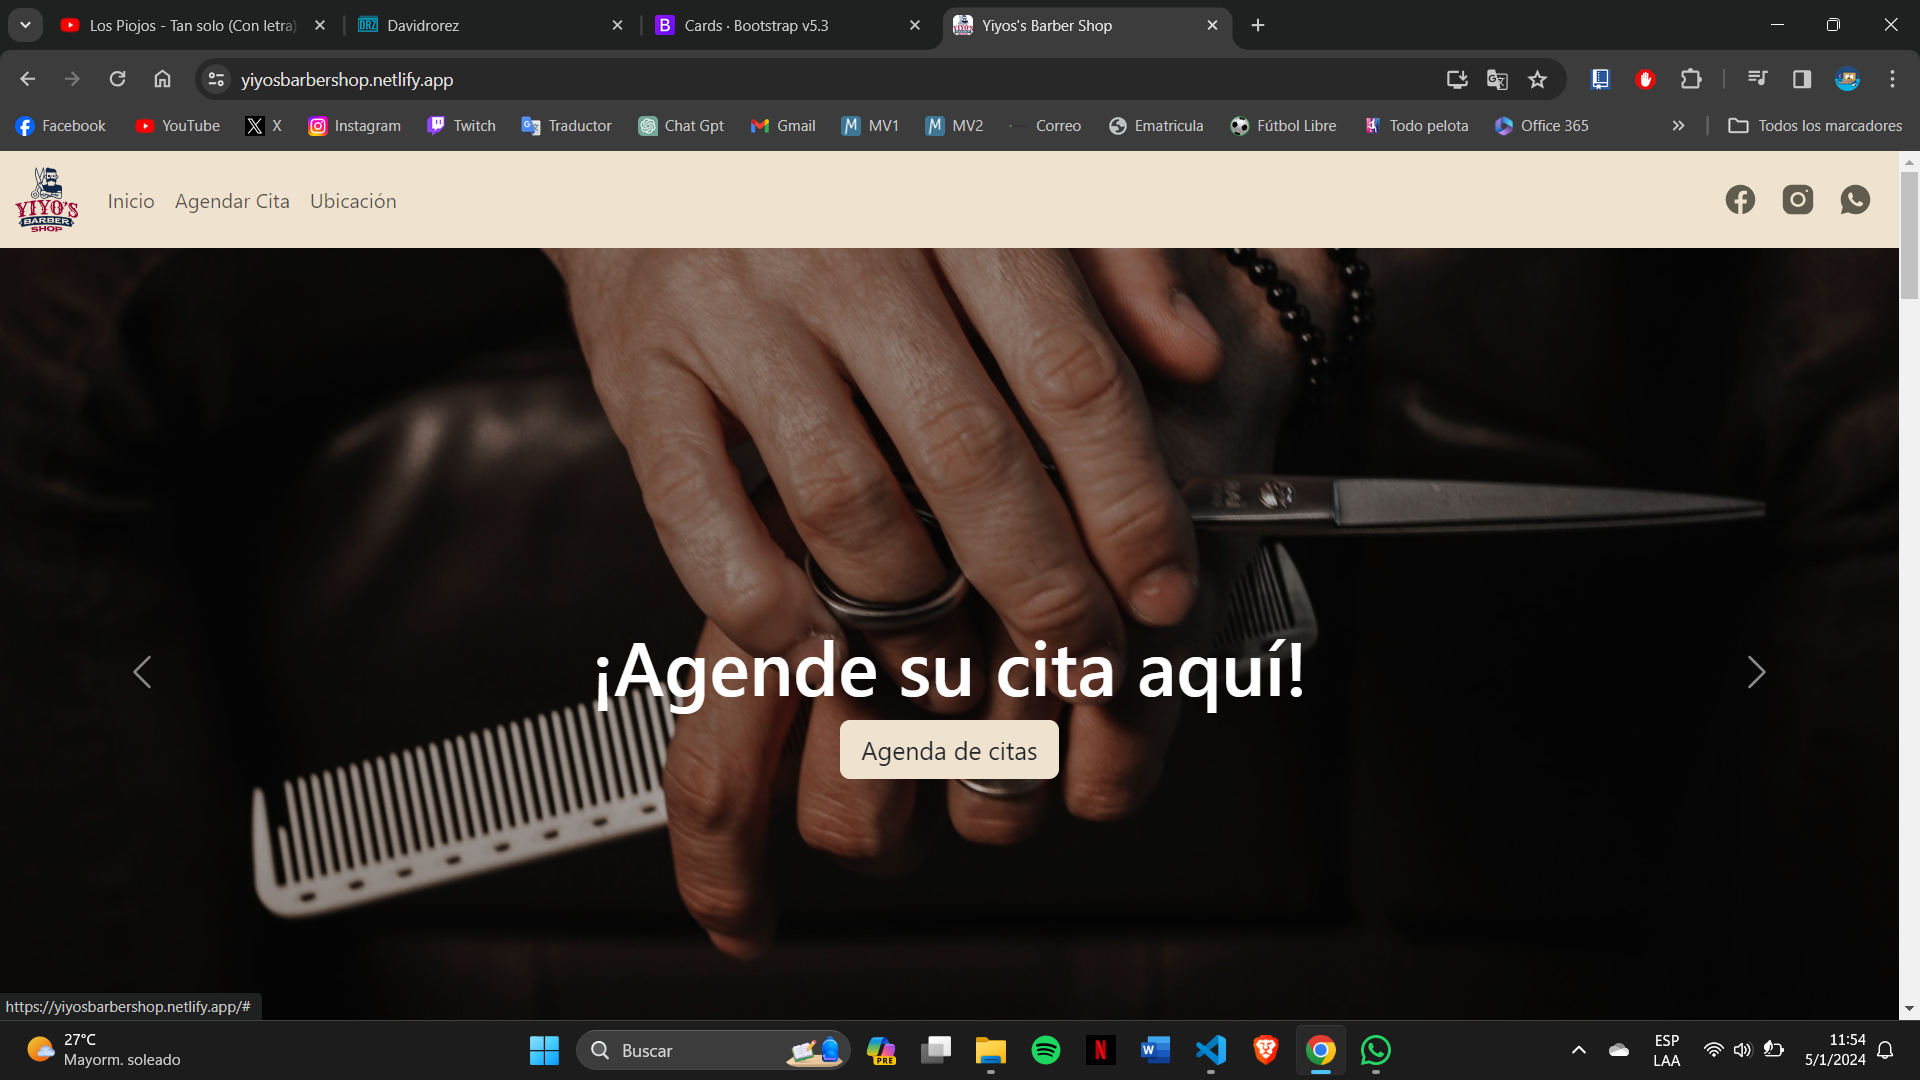 Los Piojos - Tan solo (Con letra)
Davidrorez
Cards · Bootstrap v5.3
Yiyos's Barber Shop
yiyosbarbershop.netlify.app
Facebook
YouTube
X
Instagram
Twitch
Traductor
Chat Gpt
Gmail
MV1
MV2
Correo
Ematricula
Fútbol Libre
Todo pelota
Office 365
Todos los marcadores
YIYO'S
BARBER
SHOP
Inicio
Agendar Cita
Ubicación
¡Agende su cita aquí!
Agenda de citas
https://yiyosbarbershop.netlify.app/#
27°C
Mayorm. soleado
Buscar
PRE
ESP
LAA
11:54
5/1/2024